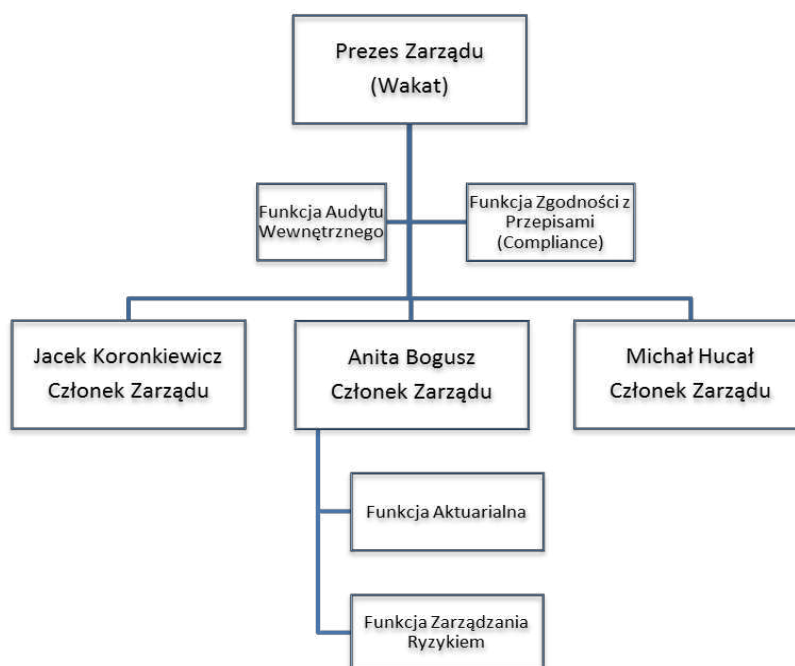 Prezes Zarządu
(Wakat)
Funkcja Audytu
Wewnętrznego
Funkcja Zgodności z
Przepisami
(Compliance)
Jacek Koronkiewicz
Członek Zarządu
Anita Bogusz
Członek Zarządu
Michał Hucał
Członek Zarządu
Funkcja Aktuarialna
Funkcja Zarządzania
Ryzykiem